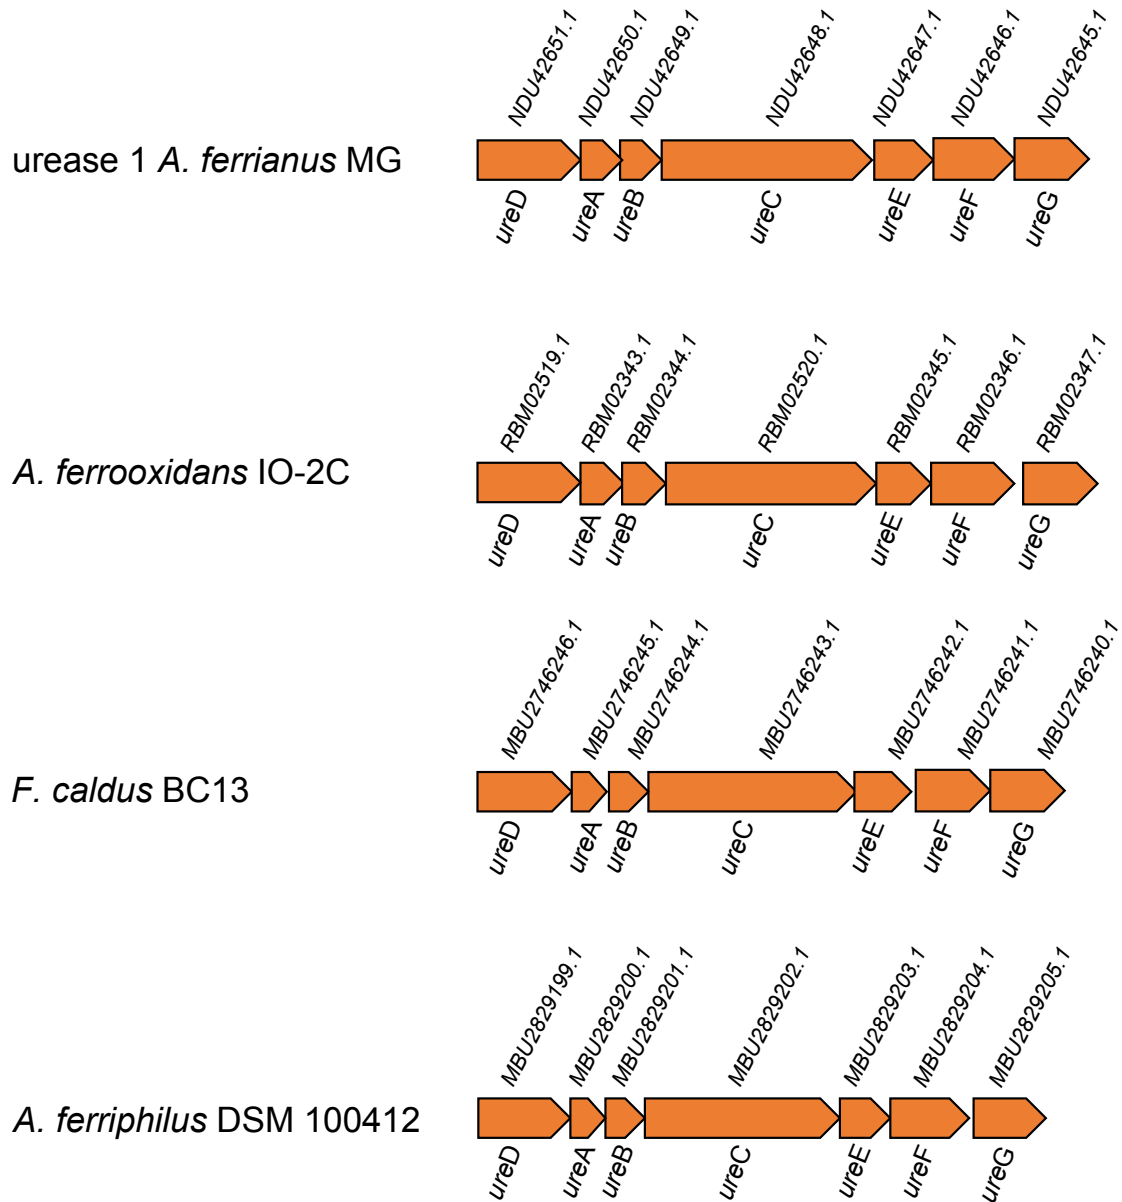 NDU42651.1 NDU42650.1 NDU42649.1 NDU42648.1 NDU42647.1 NDU42646.1 NDU42645.1
urease 1 A. ferrianus MG
ureD ureA ureB ureC ureE ureF ureG
RBM02519.1 RBM02343.1 RBM02344.1 RBM02520.1 RBM02345.1 RBM02346.1 RBM02347.1
A. ferrooxidans IO-2C
ureD ureA ureB ureC ureE ureF ureG
MBU2746246.1 MBU2746245.1 MBU2746244.1 MBU2746243.1 MBU2746242.1 MBU2746241.1 MBU2746240.1
F. caldus BC13
ureD ureA ureB ureC ureE ureF ureG
MBU2829199.1 MBU2829200.1 MBU2829201.1 MBU2829202.1 MBU2829203.1 MBU2829204.1 MBU2829205.1
A. ferriphilus DSM 100412
ureD ureA ureB ureC ureE ureF ureG